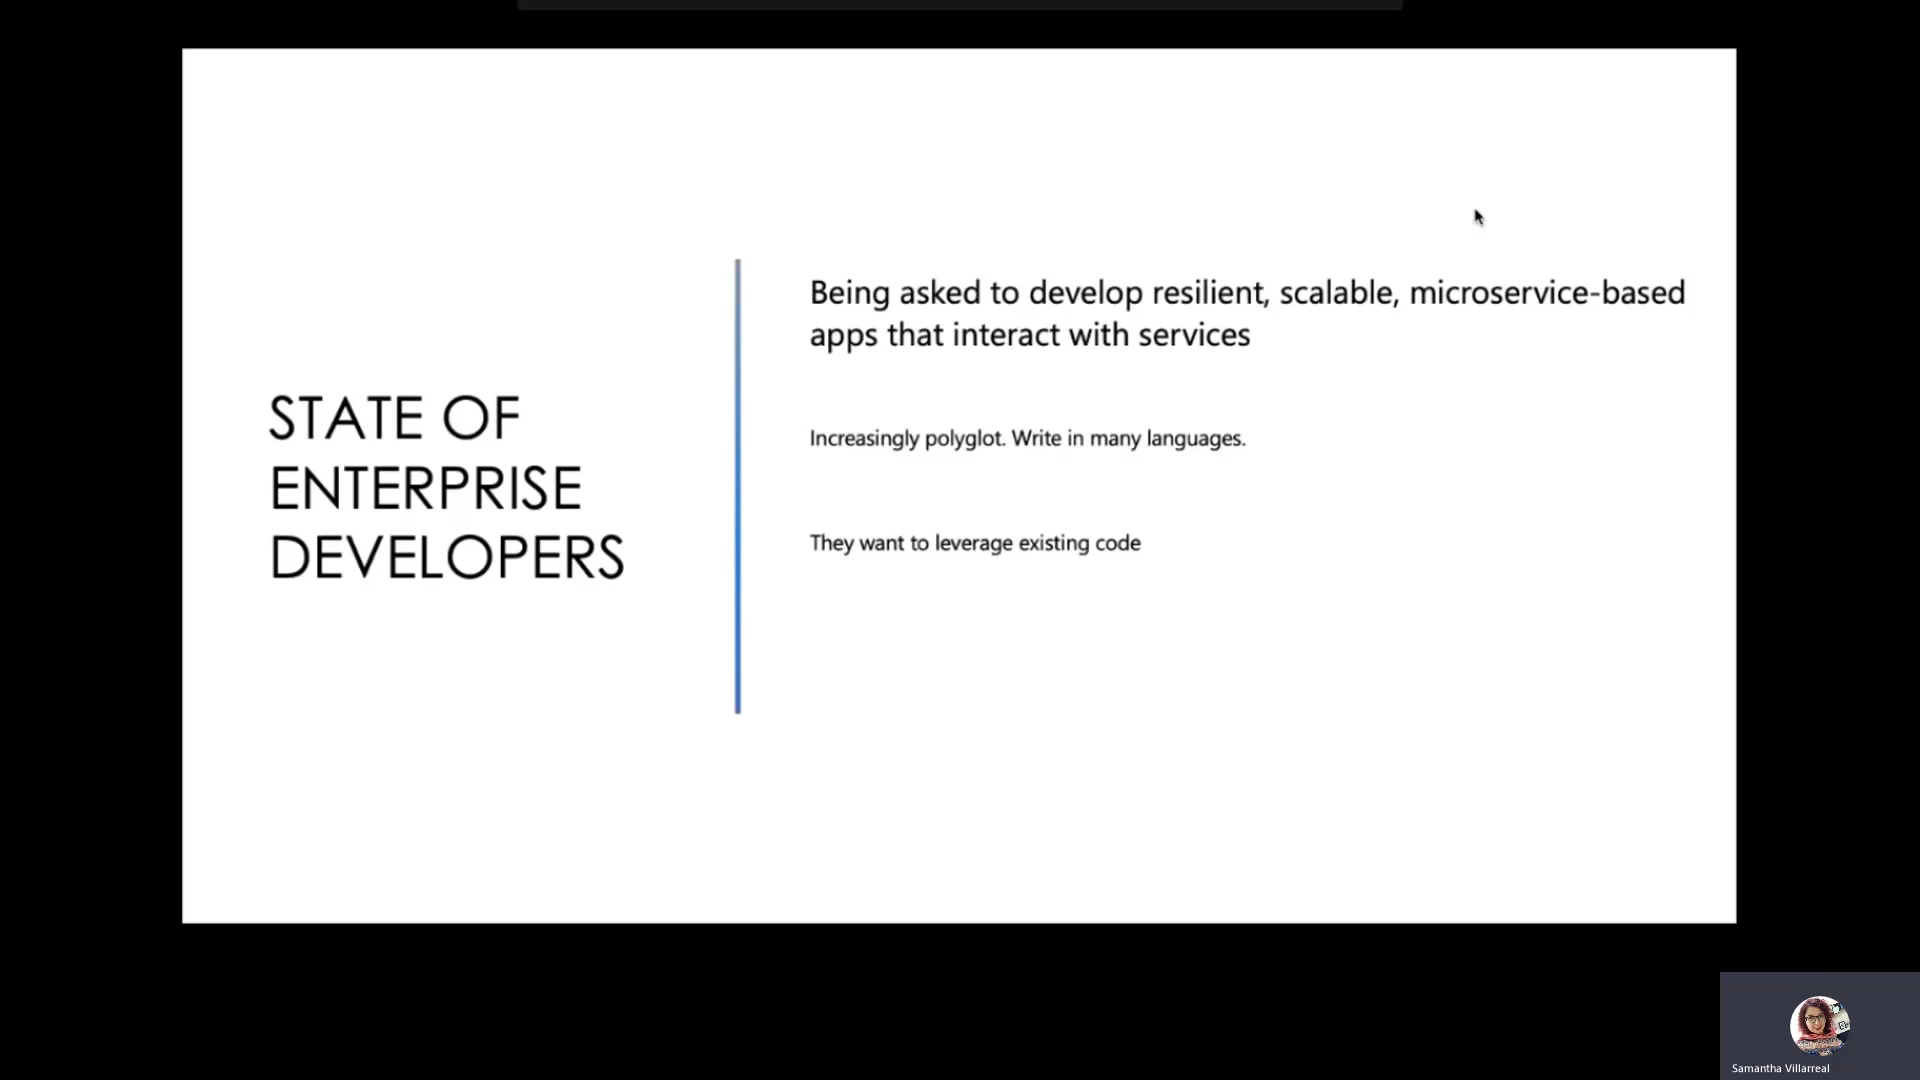 STATE OF
ENTERPRISE
DEVELOPERS
Being asked to develop resilient, scalable, microservice-based
apps that interact with services
Increasingly polyglot. Write in many languages.
They want to leverage existing code
Samantha Villarreal